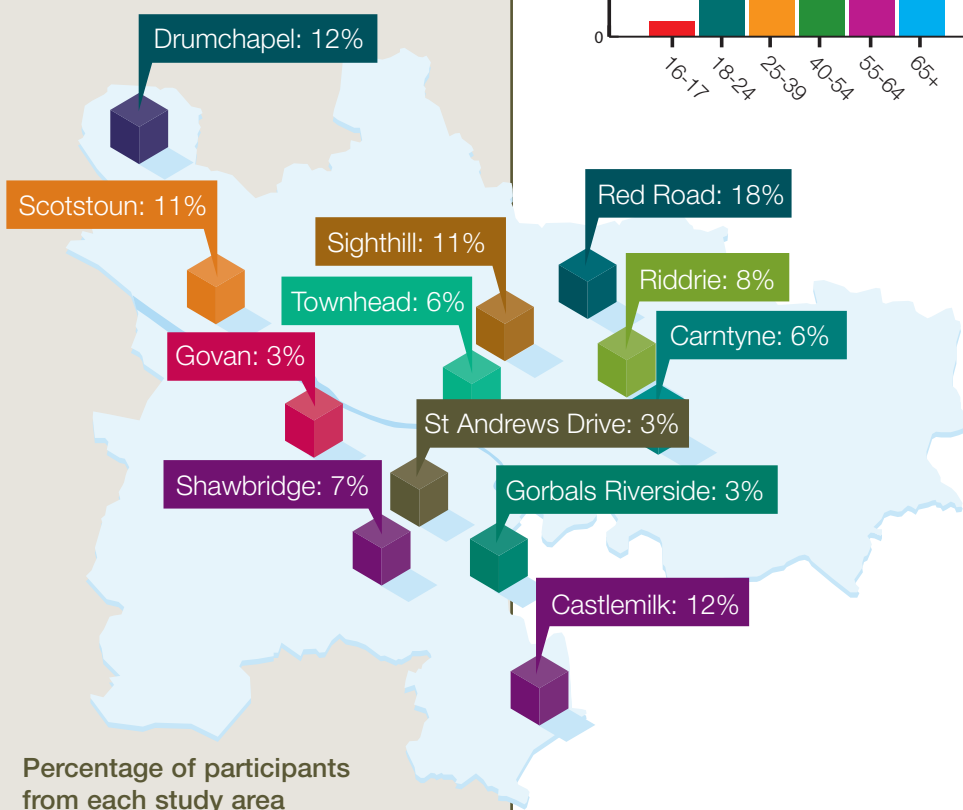 0
16-17
18-24
25-39
40-54
55-64
65+
Drumchapel: 12%
Scotstoun: 11%
Red Road: 18%
Sighthill: 11%
Riddrie: 8%
Townhead: 6%
Carntyne: 6%
Govan: 3%
St Andrews Drive: 3%
Shawbridge: 7%
Gorbals Riverside: 3%
Castlemilk: 12%
Percentage of participants
from each study area